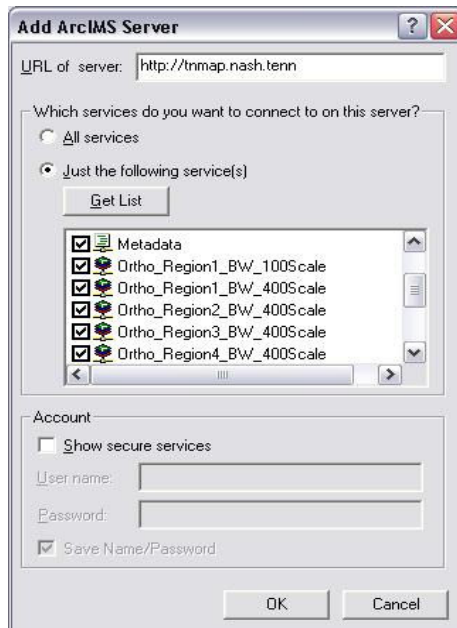 Add ArcIMS Server
URL of server: http://tnmap.nash.tenn
Which services do you want to connect to on this server?
All services
Just the following service(s)
Get List
Metadata
Ortho_Region1_BW_100Scale
Ortho_Region1_BW_400Scale
Ortho_Region2_BW_400Scale
Ortho_Region3_BW_400Scale
Ortho_Region4_BW_400Scale
Account
Show secure services
User name:
Password:
Save Name/Password
OK Cancel